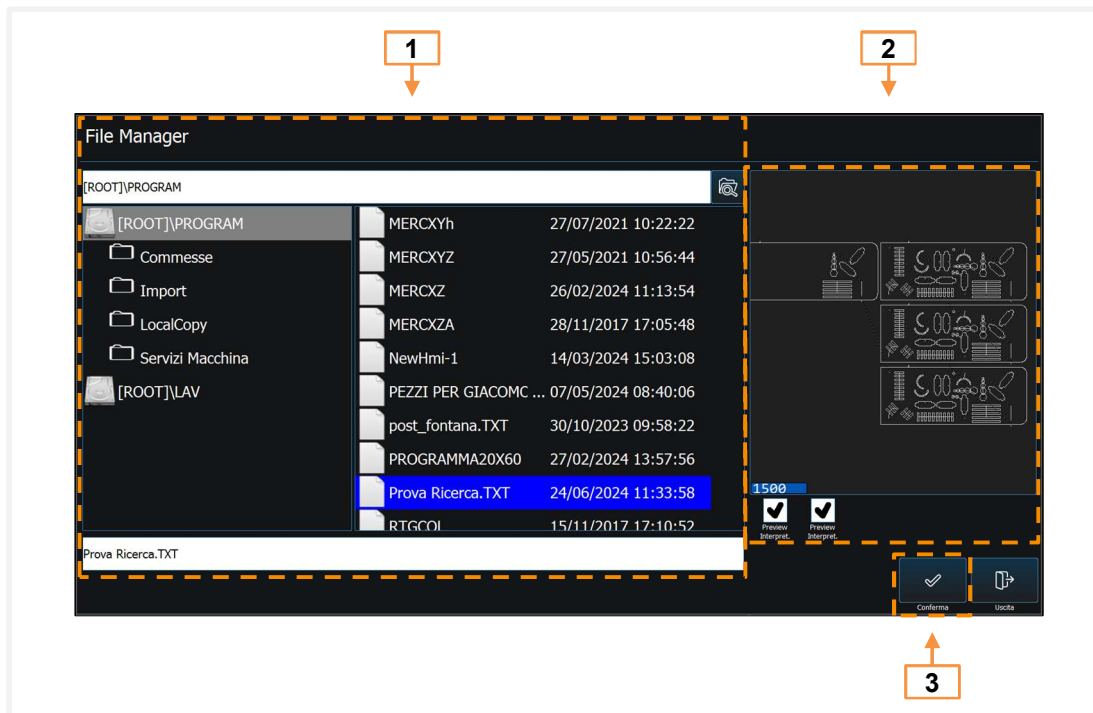 1
2
File Manager
[ROOT]\PROGRAM
[ROOT]\PROGRAM
Commesse
Import
LocalCopy
Servizi Macchina
[ROOT]\LAV
MERCXYh 27/07/2021 10:22:22
MERCXYZ 27/05/2021 10:56:44
MERCXZ 26/02/2024 11:13:54
MERCXZA 28/11/2017 17:05:48
NewHmi-1 14/03/2024 15:03:08
PEZZI PER GIACOMC ... 07/05/2024 08:40:06
post_fontana.TXT 30/10/2023 09:58:22
PROGRAMMA20X60 27/02/2024 13:57:56
Prova Ricerca.TXT 24/06/2024 11:33:58
RTGCOL 15/11/2017 17:10:52
1500
Preview
Interpret.
Preview
Interpret.
Prova Ricerca.TXT
Conferma
Uscita
3